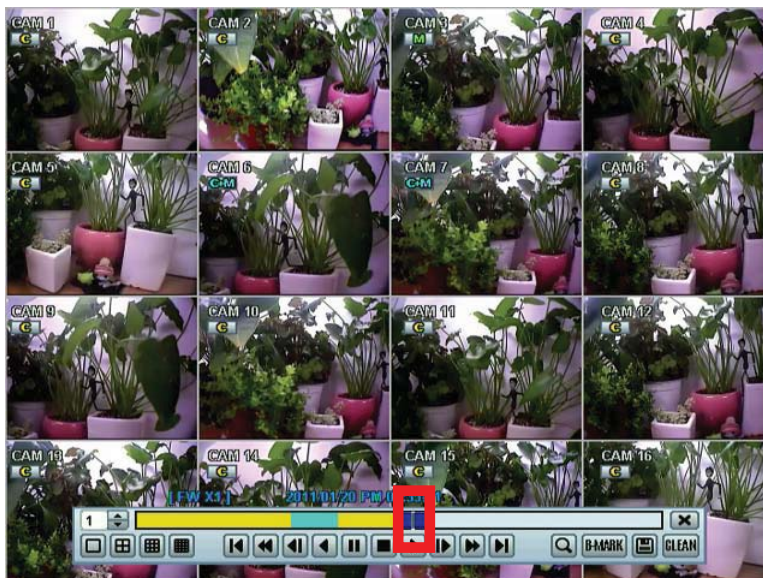 CAM 1
C
CAM 2
C
CAM 3
M
CAM 4
C
CAM 5
C
CAM 6
C+M
CAM 7
C+M
CAM 8
C
CAM 9
C
CAM 10
C
CAM 11
C
CAM 12
C
CAM 13
C
CAM 14
C
CAM 15
C
CAM 16
C
[ FW X1 ] 2011/01/20 PM
1
B-MARK CLEAN